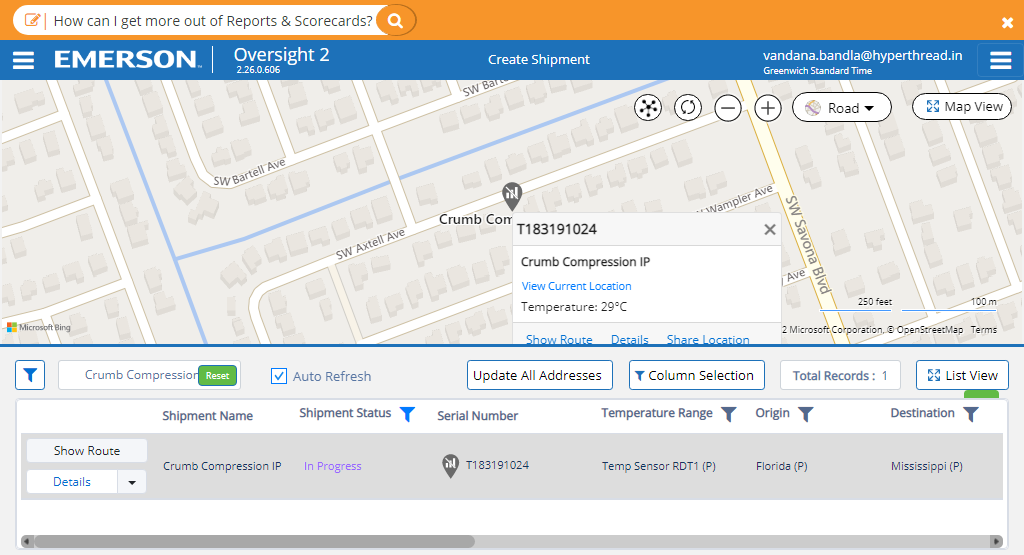 How can I get more out of Reports & Scorecards?
EMERSON
Oversight 2
2.26.0.606
Create Shipment
vandana.bandla@hyperthread.in
Greenwich Standard Time
SW Bartell Ave
SW
Road
Map View
Crumb Com
SW Axtell Ave
Wampler Ave
SW Savona Blvd
Ave
T183191024
Crumb Compression IP
View Current Location
Temperature: 29°C
Show Route Details Share Location
250 feet 100 m
Microsoft Bing
2 Microsoft Corporation, © OpenStreetMap Terms
Crumb Compression Reset
Auto Refresh
Update All Addresses
Column Selection
Total Records : 1
List View
Shipment Name Shipment Status Serial Number Temperature Range Origin Destination
Show Route
Details
Crumb Compression IP In Progress T183191024 Temp Sensor RDT1 (P) Florida (P) Mississippi (P)